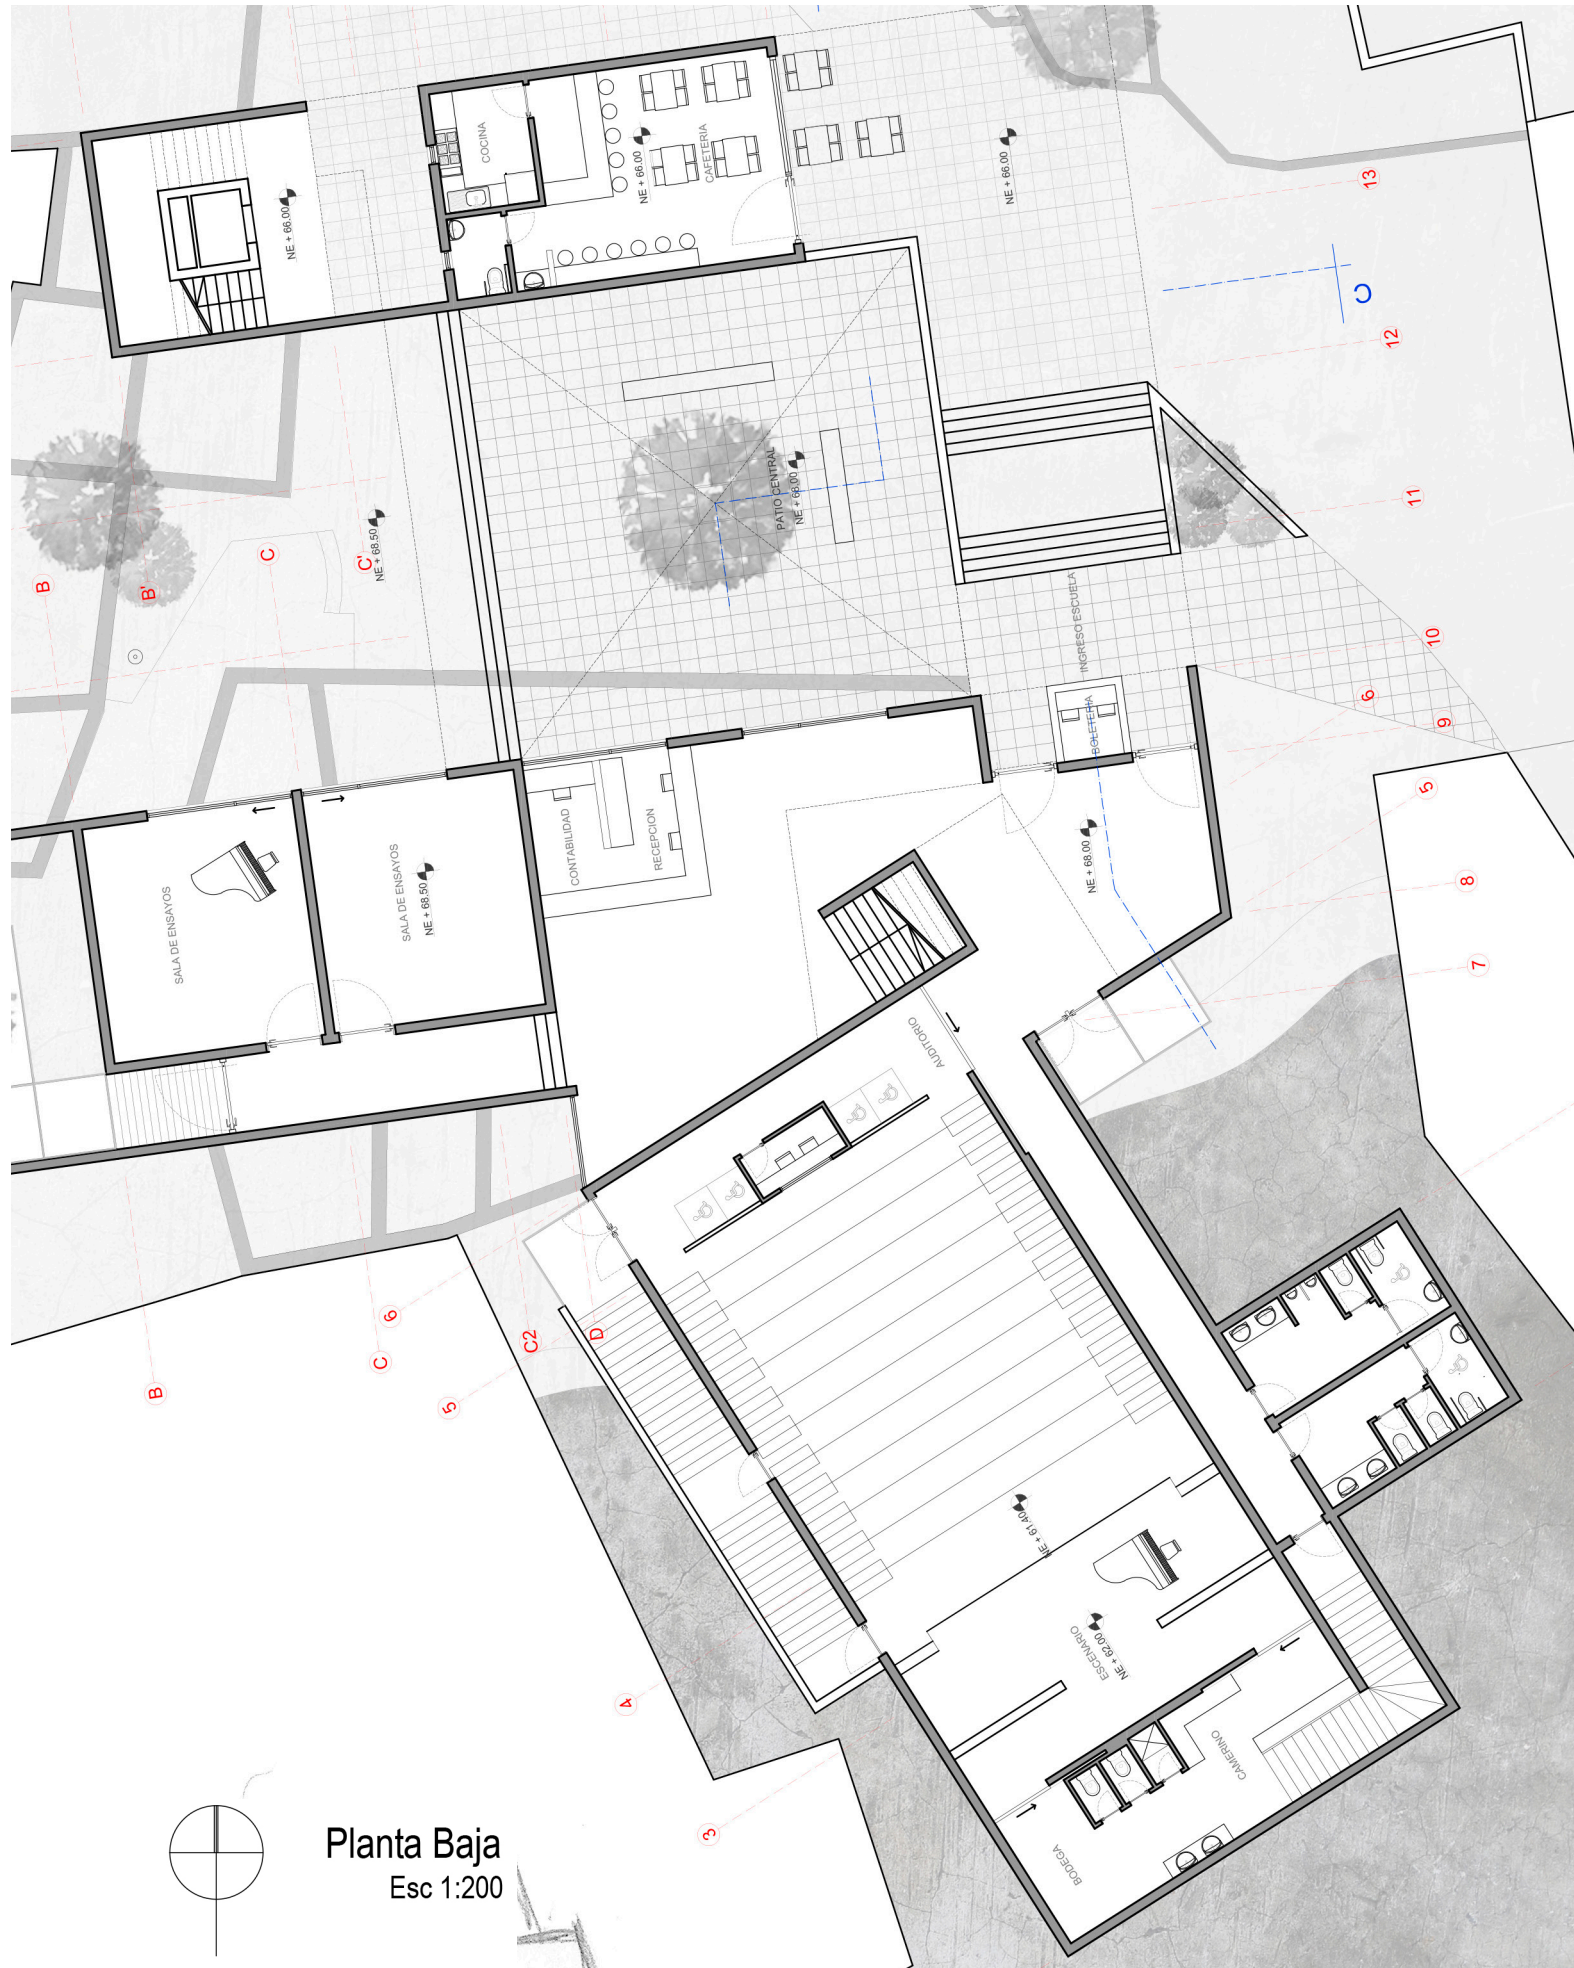 COCINA
CAFETERIA
NE + 66.00
NE + 66.00
NE + 66.00
13
C
12
11
10
6
9
5
8
7
PATIO CENTRAL
NE + 68.00
NE + 68.50
B
B'
C
C'
INGRESO ESCUELA
BOLETERIA
NE + 68.00
CONTABILIDAD
RECEPCION
SALA DE ENSAYOS
SALA DE ENSAYOS
NE + 68.50
AUDITORIO
B
C
6
5
C2
D
NE + 61.40
ESCENARIO
NE + 62.00
CAMERINO
BODEGA
4
3
Planta Baja
Esc 1:200